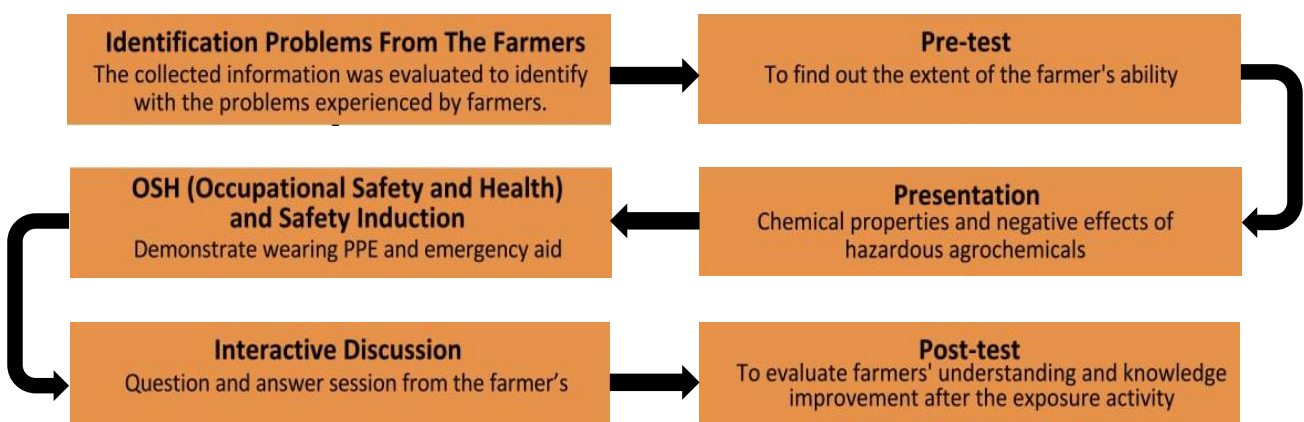 Identification Problems From The Farmers
The collected information was evaluated to identify
with the problems experienced by farmers.
Pre-test
To find out the extent of the farmer's ability
Presentation
Chemical properties and negative effects of
hazardous agrochemicals
OSH (Occupational Safety and Health)
and Safety Induction
Demonstrate wearing PPE and emergency aid
Interactive Discussion
Question and answer session from the farmer's
Post-test
To evaluate farmers' understanding and knowledge
improvement after the exposure activity